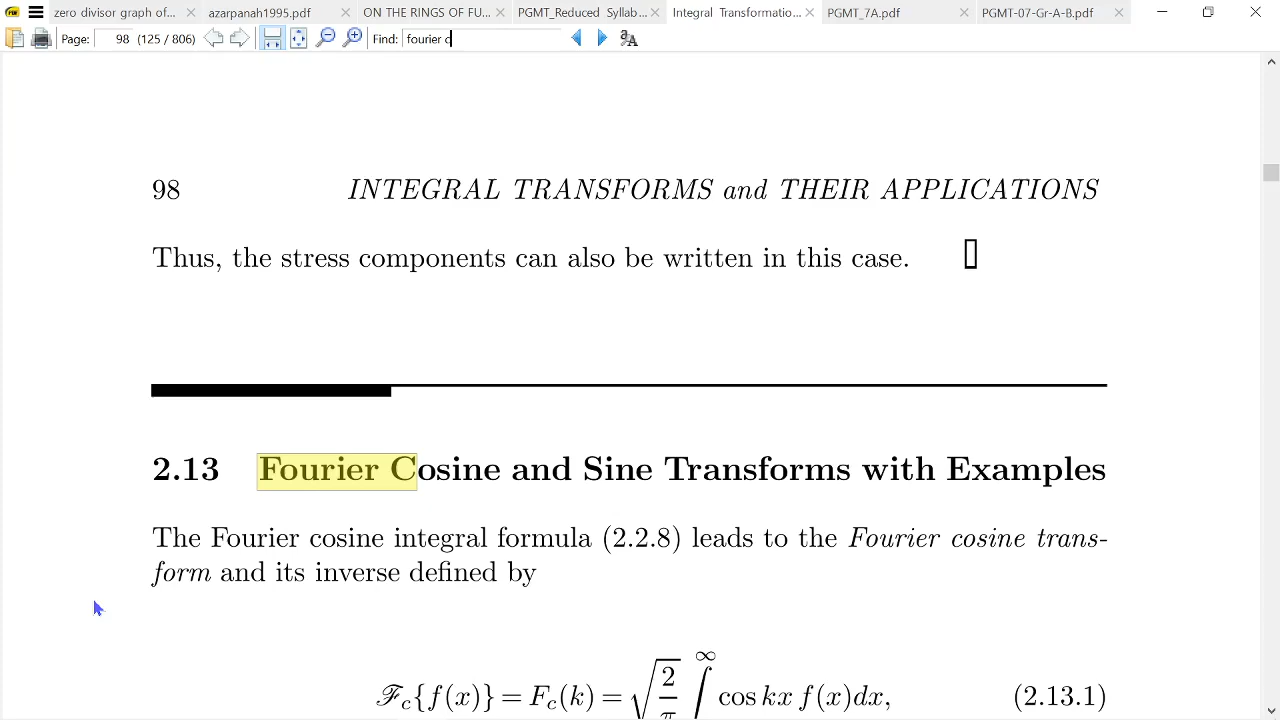 zero divisor graph of... azarpanah1995.pdf ON THE RINGS OF FU... PGMT_Reduced Syllab... Integral Transformatio... PGMT_7A.pdf PGMT-07-Gr-A-B.pdf
Page: 98 (125 / 806) Find: fourier c
98 INTEGRAL TRANSFORMS and THEIR APPLICATIONS
Thus, the stress components can also be written in this case.
2.13 Fourier Cosine and Sine Transforms with Examples
The Fourier cosine integral formula (2.2.8) leads to the Fourier cosine trans-
form and its inverse defined by
ℱc{f(x)} = Fc(k) = √(2/π) ∫^∞ cos kx f(x)dx, (2.13.1)